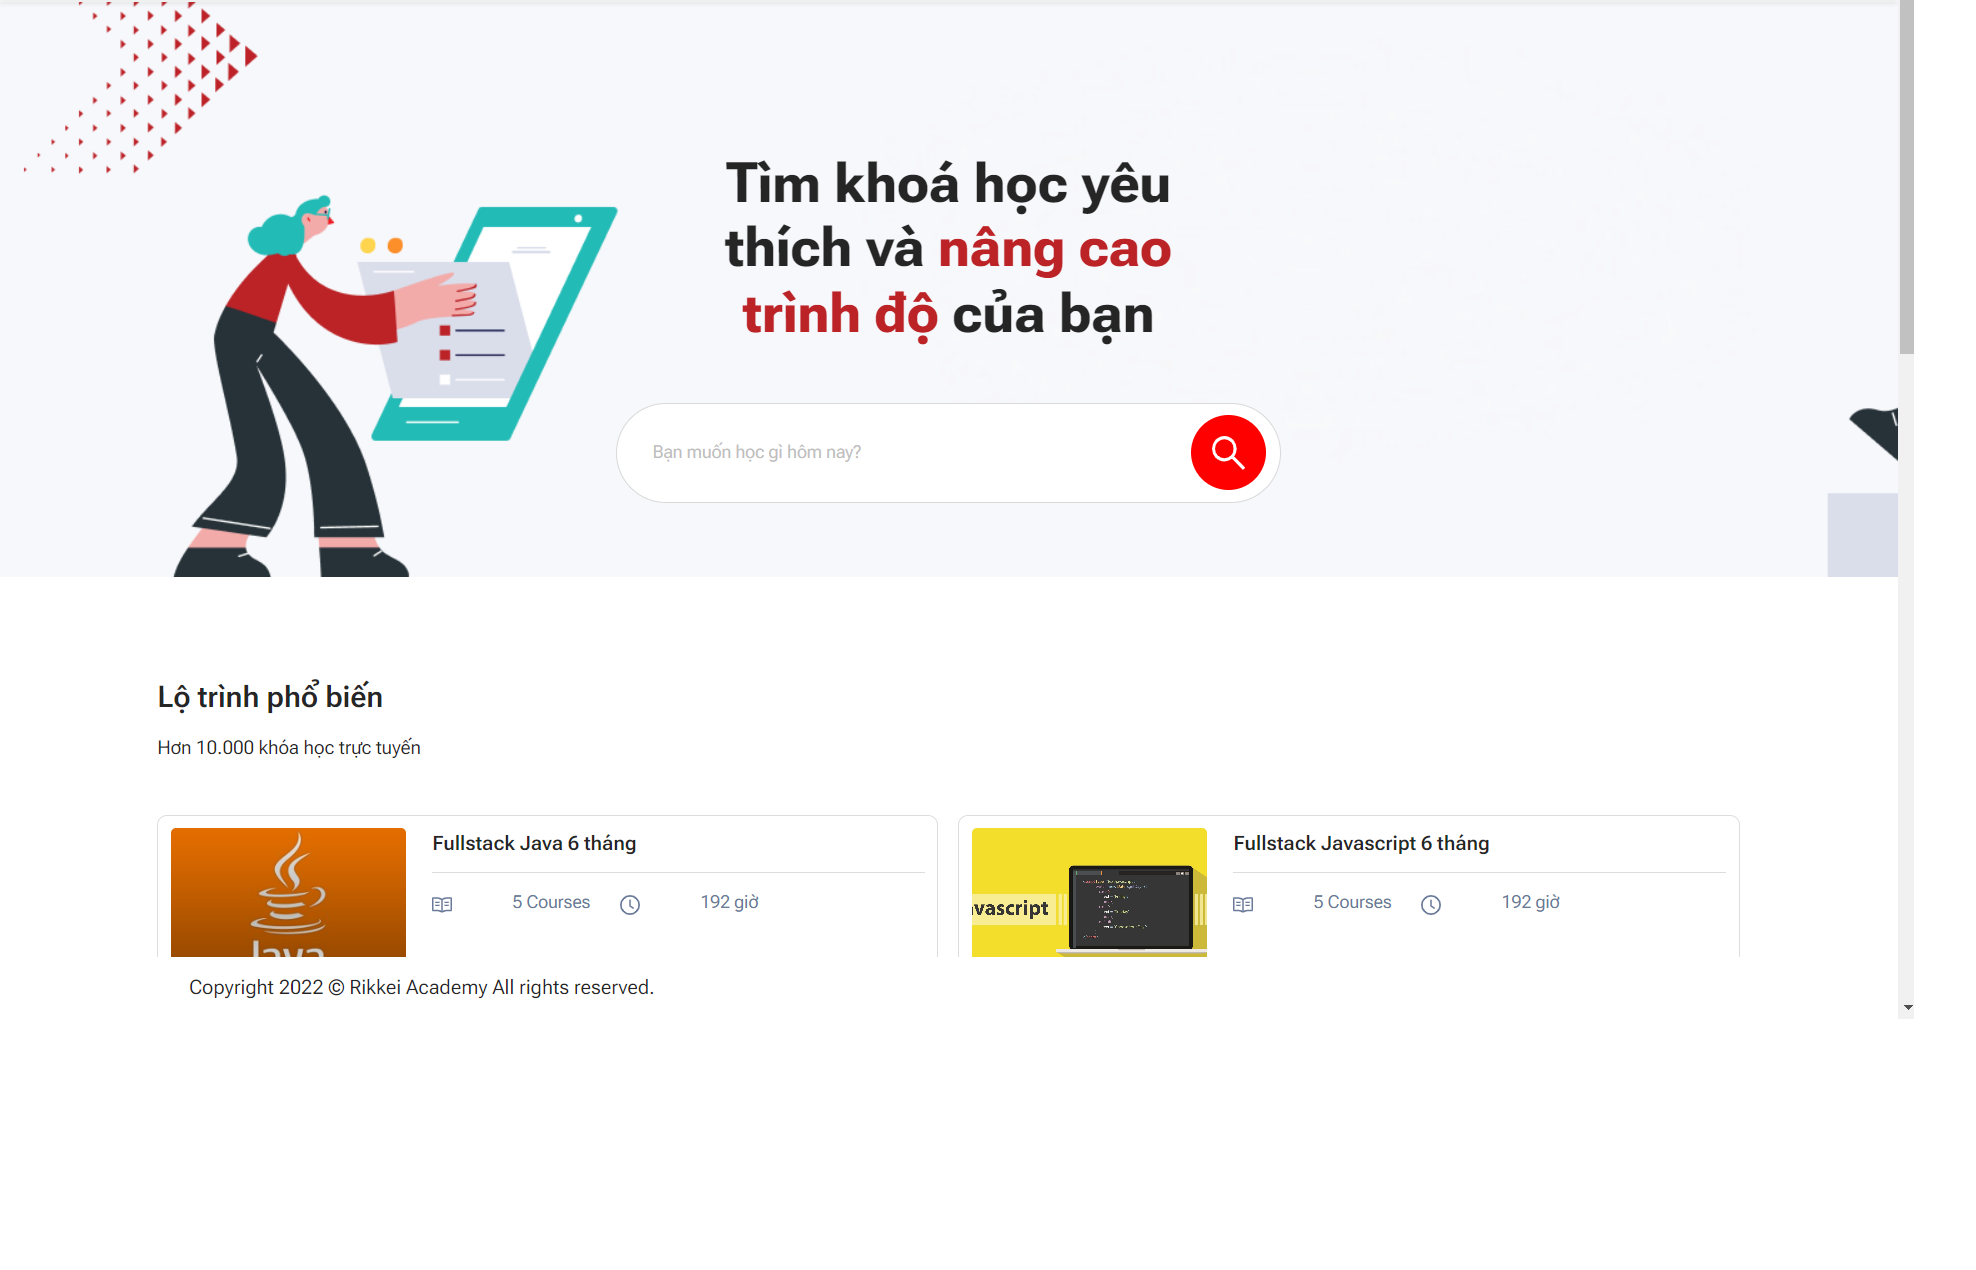 Tìm khoá học yêu
thích và nâng cao
trình độ của bạn
Bạn muốn học gì hôm nay?
Lộ trình phổ biến
Hơn 10.000 khóa học trực tuyến
Java
Fullstack Java 6 tháng
5 Courses 192 giờ
vascript
Fullstack Javascript 6 tháng
5 Courses 192 giờ
Copyright 2022 © Rikkei Academy All rights reserved.